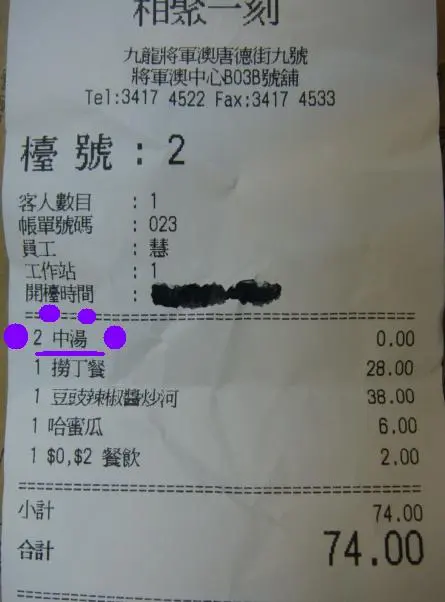 相聚一刻
九龍將軍澳唐德街九號
將軍澳中心B03B號舖
Tel:3417 4522 Fax:3417 4533
檯號 : 2
客人數目 : 1
帳單號碼 : 023
員工 : 慧
工作站 : 1
開檯時間 :
2 中湯 0.00
1 撈丁餐 28.00
1 豆豉辣椒醬炒河 38.00
1 哈蜜瓜 6.00
1 $0,$2 餐飲 2.00
小計 74.00
合計 74.00